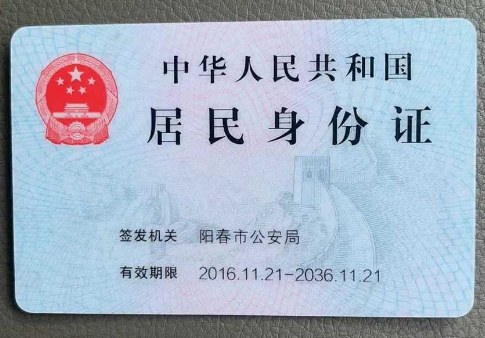 中华人民共和国
居民身份证
签发机关 阳春市公安局
有效期限 2016.11.21-2036.11.21